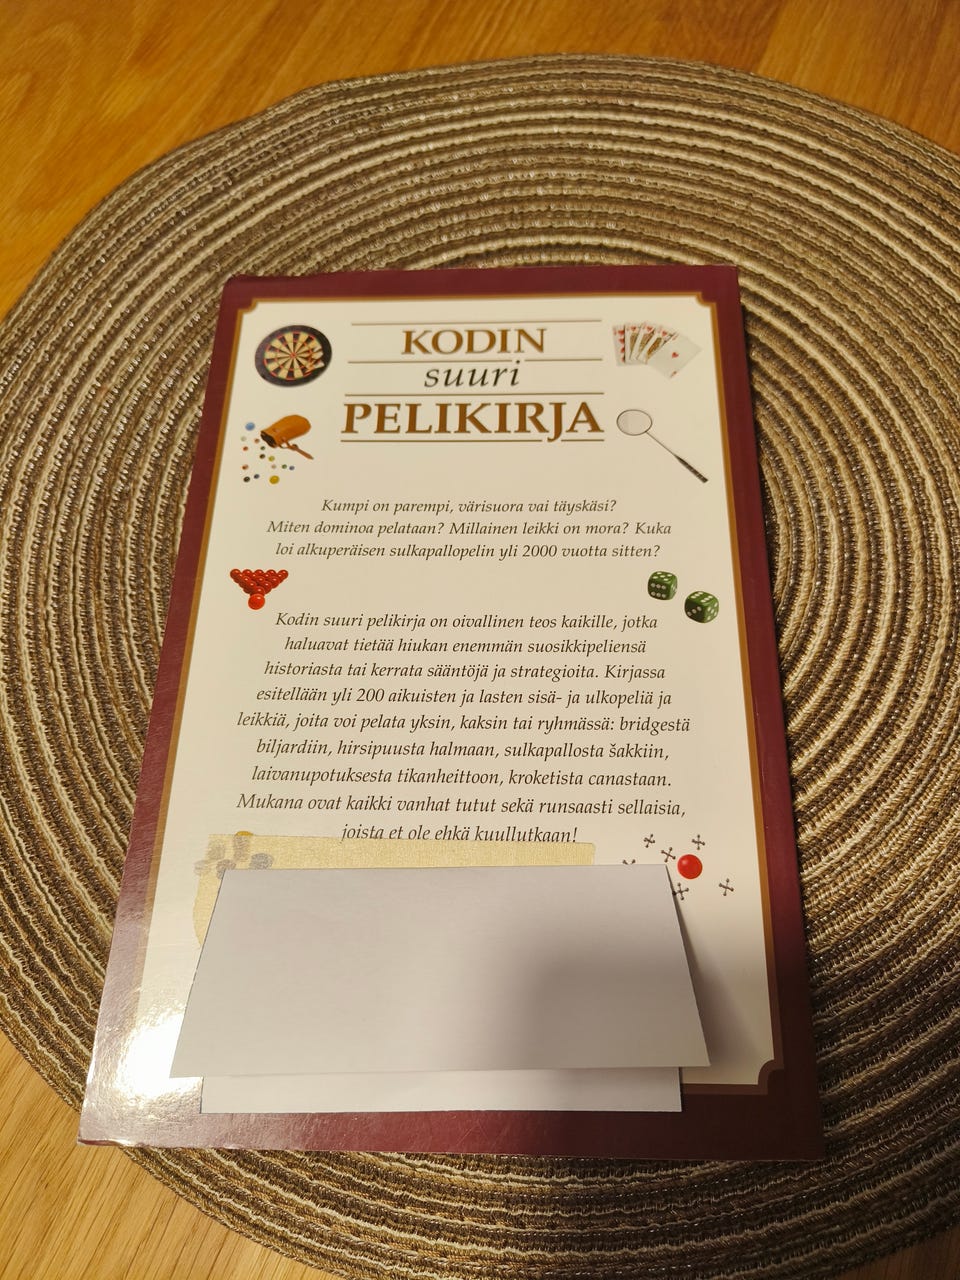 KODIN
suuri
PELIKIRJA
Kumpi on parempi, värisuora vai täyskäsi?
Miten dominoa pelataan? Millainen leikki on mora? Kuka
loi alkuperäisen sulkapallopelin yli 2000 vuotta sitten?
Kodin suuri pelikirja on oivallinen teos kaikille, jotka
haluavat tietää hiukan enemmän suosikkipeliensä
historiasta tai kerrata sääntöjä ja strategioita. Kirjassa
esitellään yli 200 aikuisten ja lasten sisä- ja ulkopeliä ja
leikkiä, joita voi pelata yksin, kaksin tai ryhmässä: bridgestä
biljardiin, hirsipuusta halmaan, sulkapallosta šakkiin,
laivanupotuksesta tikanheittoon, kroketista canastaan.
Mukana ovat kaikki vanhat tutut sekä runsaasti sellaisia,
joista et ole ehkä kuullutkaan!